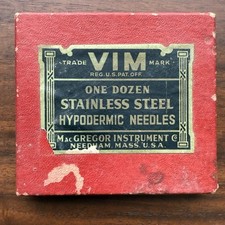 TRADE VIM MARK
REG. U.S. PAT. OFF.
ONE DOZEN
STAINLESS STEEL
HYPODERMIC NEEDLES
MACGREGOR INSTRUMENT Co
NEEDHAM, MASS. U.S.A.